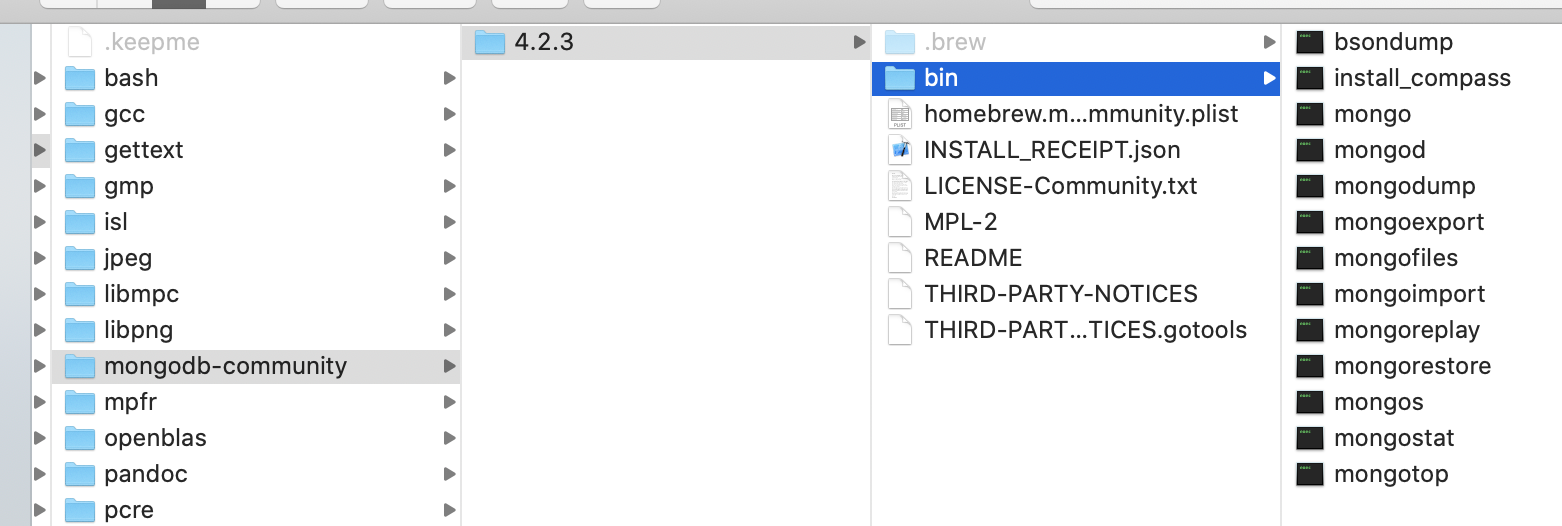 .keepme
bash
gcc
gettext
gmp
isl
jpeg
libmpc
libpng
mongodb-community
mpfr
openblas
pandoc
pcre
4.2.3
.brew
bin
homebrew.m...mmunity.plist
INSTALL_RECEIPT.json
LICENSE-Community.txt
MPL-2
README
THIRD-PARTY-NOTICES
THIRD-PART...TICES.gotools
bsondump
install_compass
mongo
mongod
mongodump
mongoexport
mongofiles
mongoimport
mongoreplay
mongorestore
mongos
mongostat
mongotop